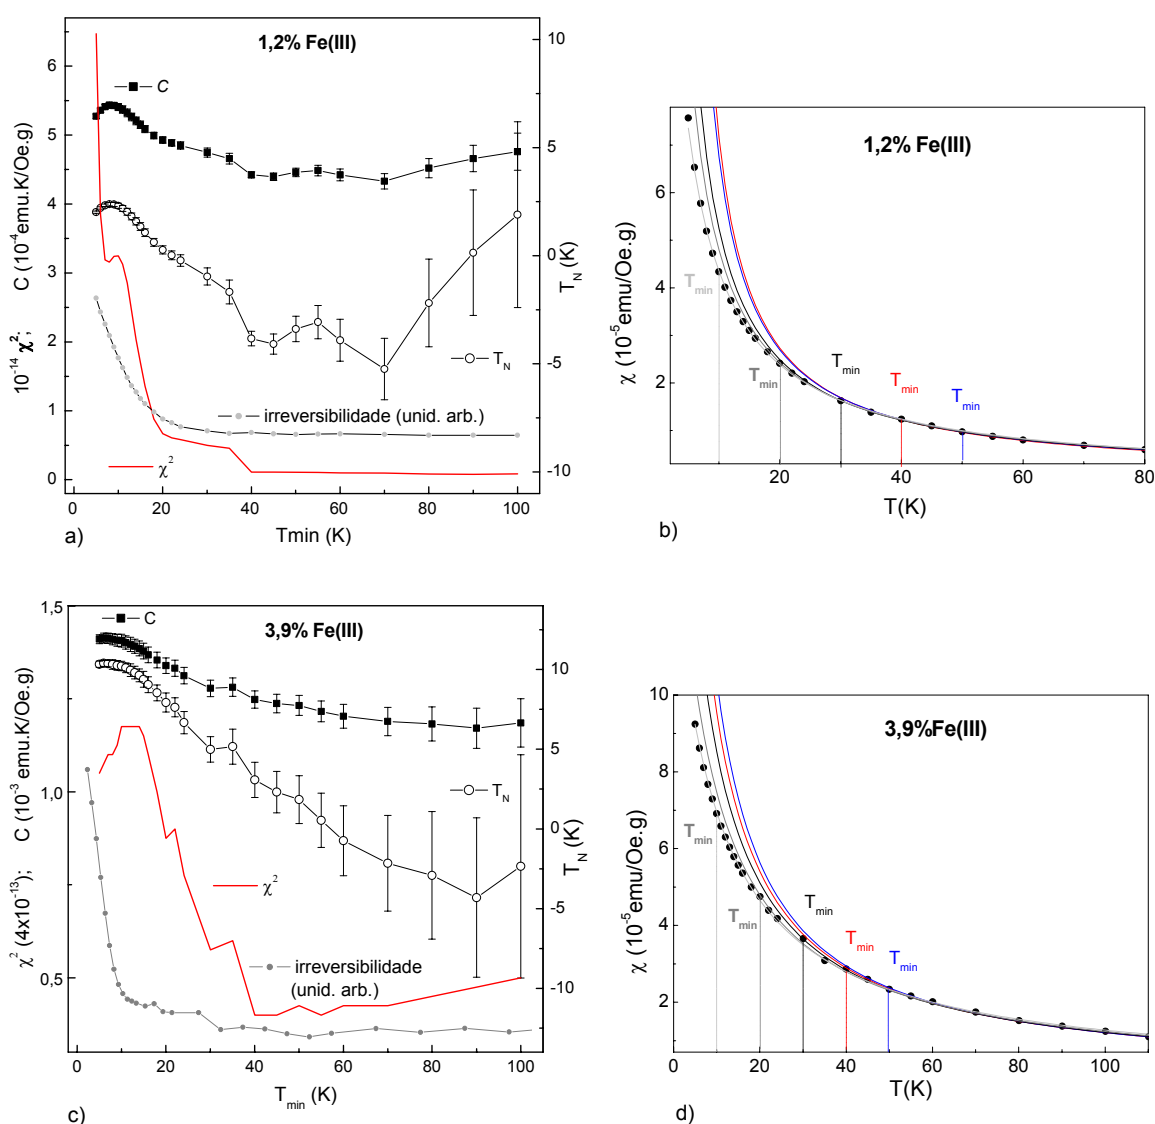 1,2% Fe(III)
C
T_N
irreversibilidade (unid. arb.)
χ²
10⁻¹⁴ χ²; C (10⁻⁴emu.K/Oe.g)
0
1
2
3
4
5
6
T_N (K)
10
5
0
-5
-10
0
20
40
60
80
100
Tmin (K)
a)
1,2% Fe(III)
T_min
T_min
T_min
T_min
T_min
χ (10⁻⁵emu/Oe.g)
2
4
6
20
40
60
80
T(K)
b)
3,9% Fe(III)
C
T_N
χ²
irreversibilidade
(unid. arb.)
χ² (4x10⁻¹³); C (10⁻³ emu.K/Oe.g)
1,5
1,0
0,5
T_N (K)
10
5
0
-5
-10
0
20
40
60
80
100
T_min (K)
c)
3,9%Fe(III)
T_min
T_min
T_min
T_min
T_min
χ (10⁻⁵emu/Oe.g)
10
8
6
4
2
0
20
40
60
80
100
T(K)
d)